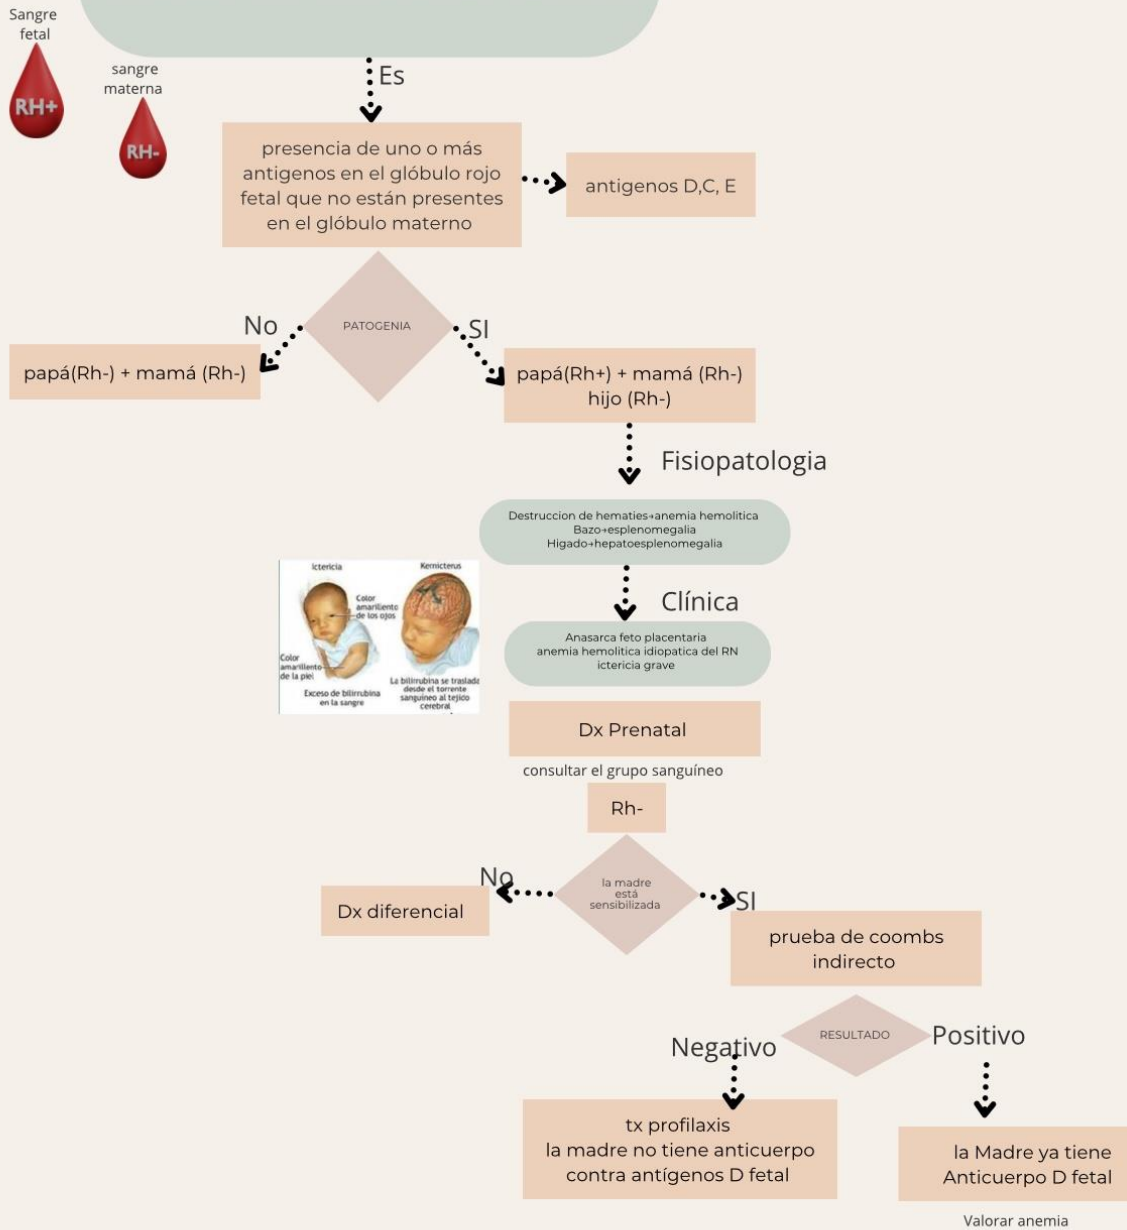 Sangre
fetal
RH+
sangre
materna
RH-
Es
presencia de uno o más
antigenos en el glóbulo rojo
fetal que no están presentes
en el glóbulo materno
antigenos D,C, E
PATOGENIA
No
SI
papá(Rh-) + mamá (Rh-)
papá(Rh+) + mamá (Rh-)
hijo (Rh-)
Fisiopatologia
Destruccion de hematies→anemia hemolitica
Bazo→esplenomegalia
Higado→hepatoesplenomegalia
Clínica
Ictericia
Color
amariliento
de los ojos
Color
amarillento
de la piel
Exceso de bilirrubina
en la sangre
Kernicterus
La bilirrubina se traslada
desde el torrente
sanguíneo al tejido
cerebral
Anasarca feto placentaria
anemia hemolitica idiopatica del RN
ictericia grave
Dx Prenatal
consultar el grupo sanguíneo
Rh-
la madre
está
sensibilizada
No
SI
Dx diferencial
prueba de coombs
indirecto
RESULTADO
Negativo
Positivo
tx profilaxis
la madre no tiene anticuerpo
contra antígenos D fetal
la Madre ya tiene
Anticuerpo D fetal
Valorar anemia